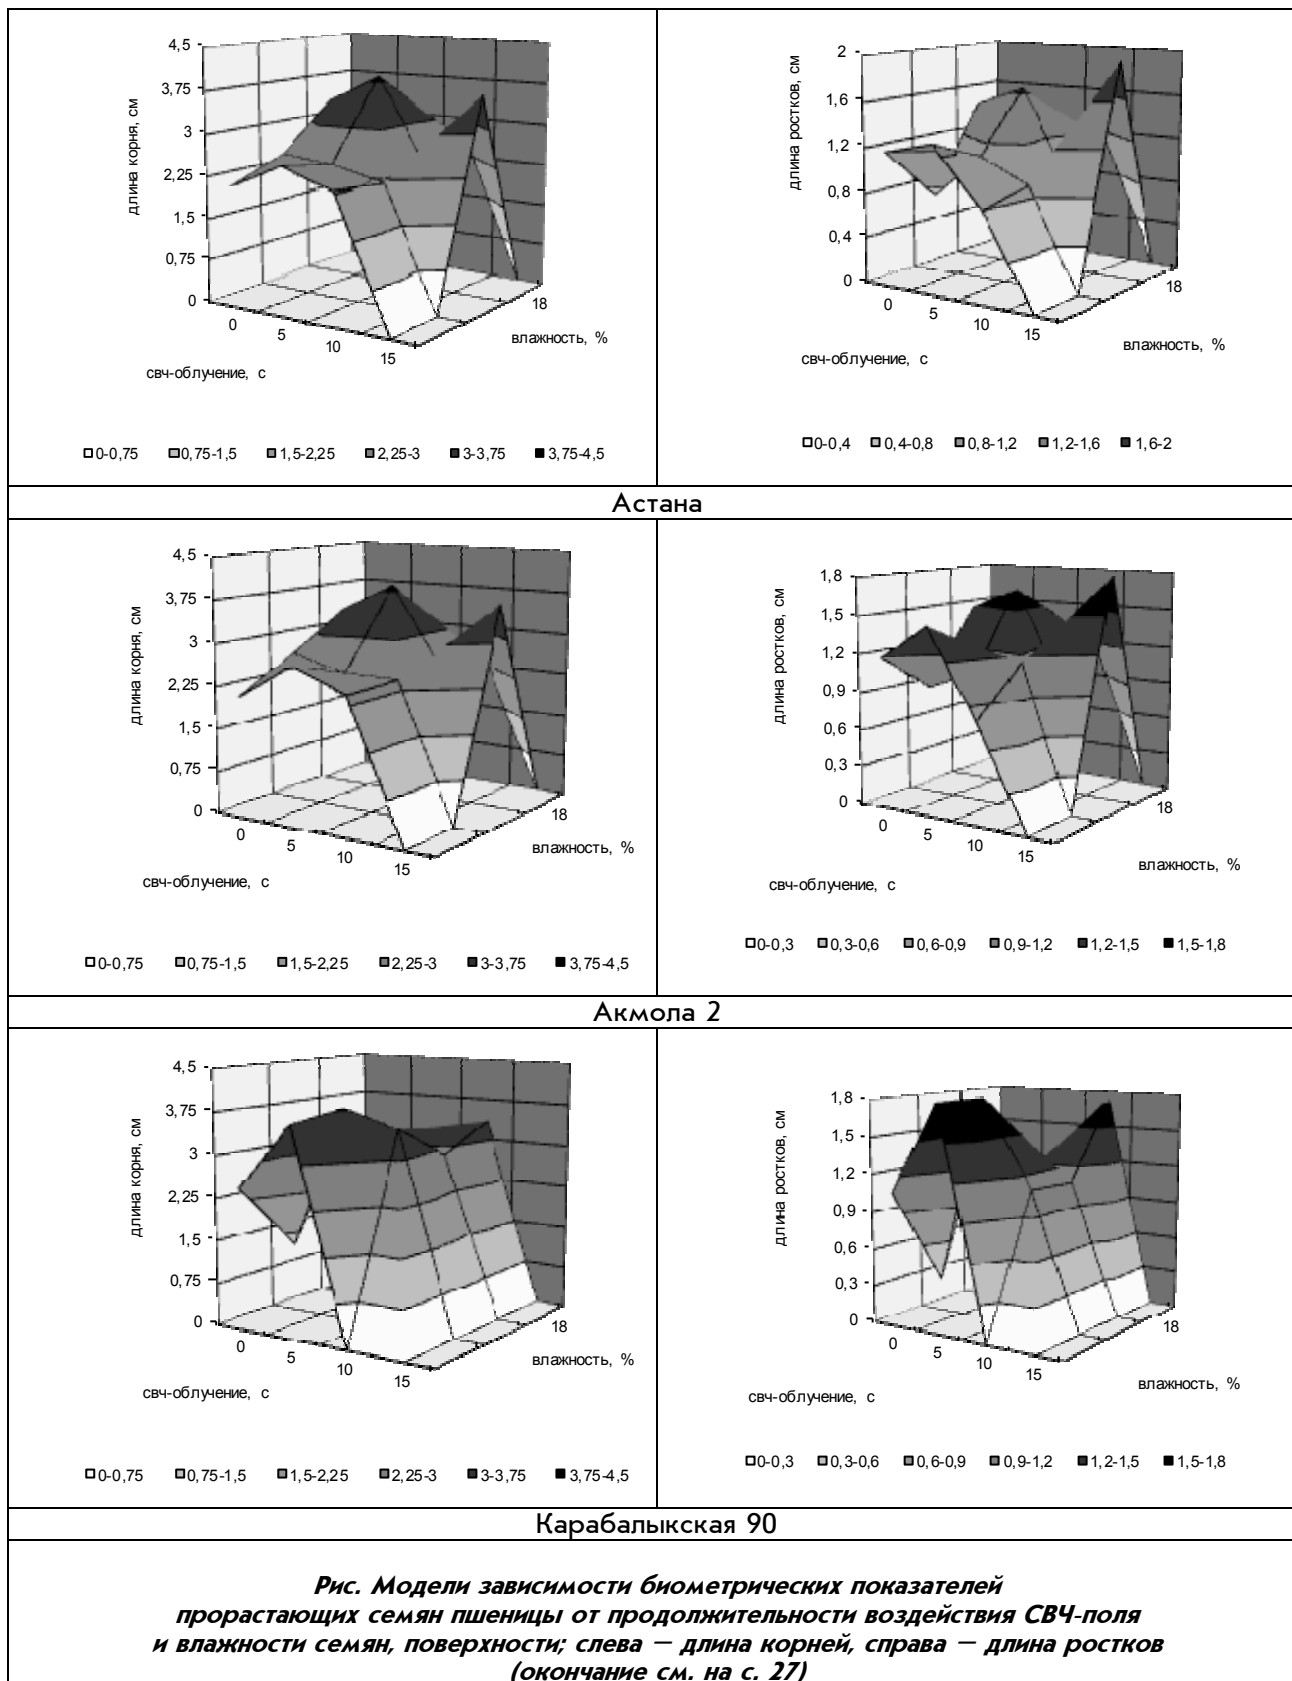 4,5
3,75
3
2,25
1,5
0,75
0
длина корня, см
0
5
10
15
18
влажность, %
свч-облучение, с
0-0,75 0,75-1,5 1,5-2,25 2,25-3 3-3,75 3,75-4,5
2
1,6
1,2
0,8
0,4
0
длина ростков, см
0
5
10
15
18
влажность, %
свч-облучение, с
0-0,4 0,4-0,8 0,8-1,2 1,2-1,6 1,6-2
Астана
4,5
3,75
3
2,25
1,5
0,75
0
длина корня, см
0
5
10
15
18
влажность, %
свч-облучение, с
0-0,75 0,75-1,5 1,5-2,25 2,25-3 3-3,75 3,75-4,5
1,8
1,5
1,2
0,9
0,6
0,3
0
длина ростков, см
0
5
10
15
18
влажность, %
свч-облучение, с
0-0,3 0,3-0,6 0,6-0,9 0,9-1,2 1,2-1,5 1,5-1,8
Акмола 2
4,5
3,75
3
2,25
1,5
0,75
0
длина корня, см
0
5
10
15
18
влажность, %
свч-облучение, с
0-0,75 0,75-1,5 1,5-2,25 2,25-3 3-3,75 3,75-4,5
1,8
1,5
1,2
0,9
0,6
0,3
0
длина ростков, см
0
5
10
15
18
влажность, %
свч-облучение, с
0-0,3 0,3-0,6 0,6-0,9 0,9-1,2 1,2-1,5 1,5-1,8
Карабалыкская 90
Рис. Модели зависимости биометрических показателей
прорастающих семян пшеницы от продолжительности воздействия СВЧ-поля
и влажности семян, поверхности; слева — длина корней, справа — длина ростков
(окончание см. на с. 27)